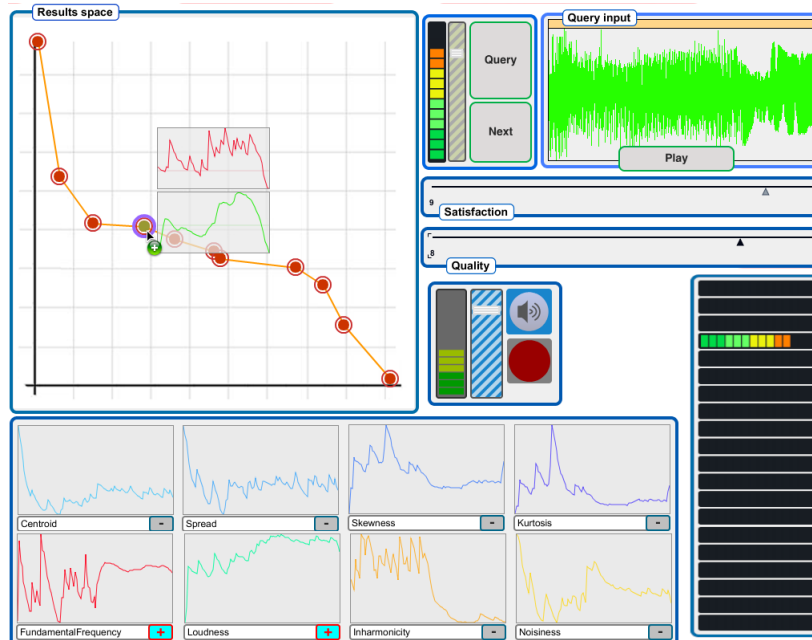 Results space
Query input
Query
Next
Play
9
Satisfaction
8
Quality
Centroid
-
Spread
-
Skewness
-
Kurtosis
-
FundamentalFrequency
+
Loudness
+
Inharmonicity
-
Noisiness
-